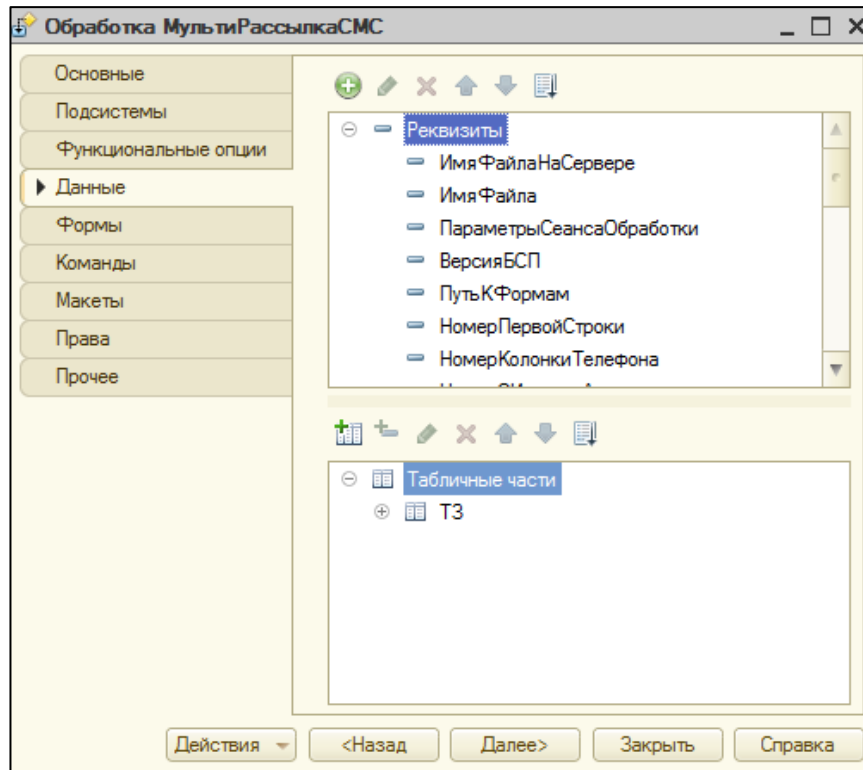 Обработка МультиРассылкаСМС
Основные
Подсистемы
Функциональные опции
Данные
Формы
Команды
Макеты
Права
Прочее
Реквизиты
ИмяФайлаНаСервере
ИмяФайла
ПараметрыСеансаОбработки
ВерсияБСП
ПутьКФормам
НомерПервойСтроки
НомерКолонкиТелефона
Табличные части
ТЗ
Действия
<Назад
Далее>
Закрыть
Справка